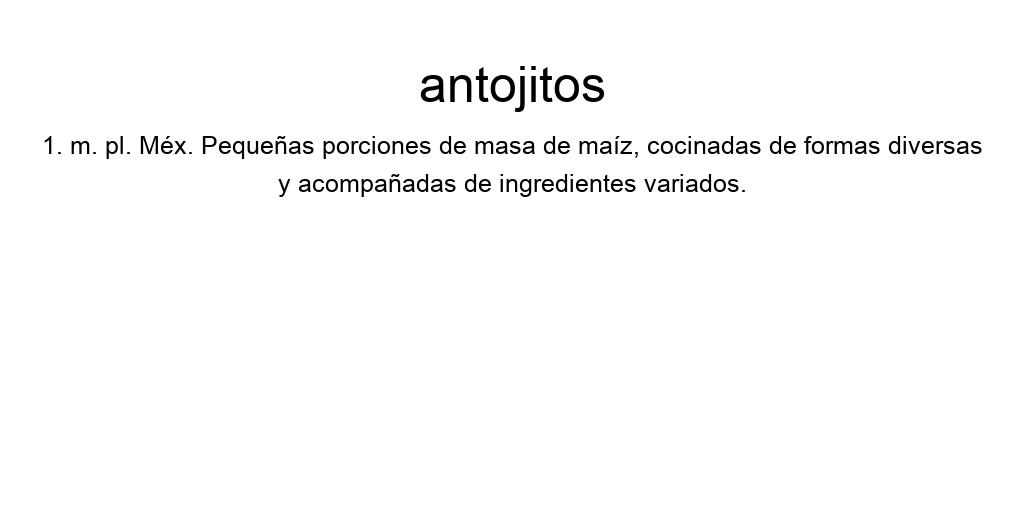 antojitos
1. m. pl. Méx. Pequeñas porciones de masa de maíz, cocinadas de formas diversas
y acompañadas de ingredientes variados.